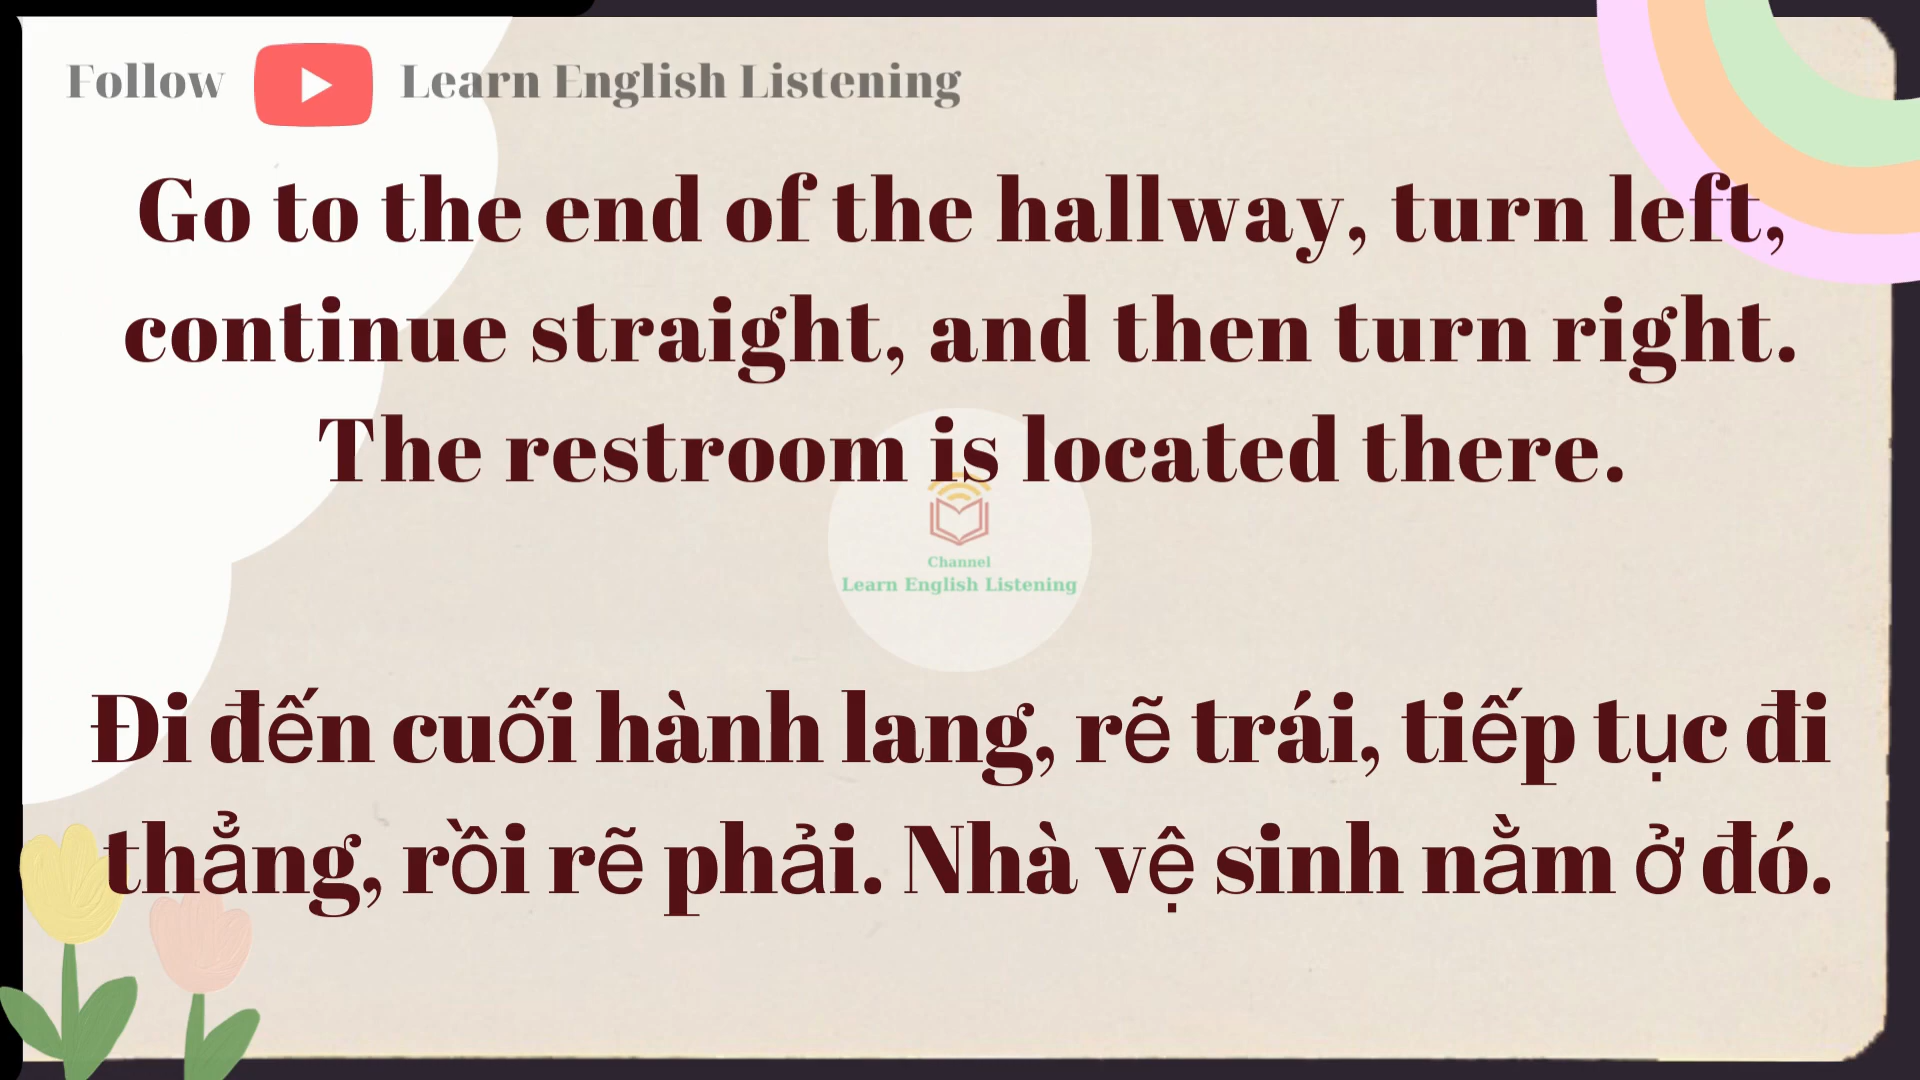 Follow Learn English Listening
Go to the end of the hallway, turn left,
continue straight, and then turn right.
The restroom is located there.
Channel
Learn English Listening
Đi đến cuối hành lang, rẽ trái, tiếp tục đi
thẳng, rồi rẽ phải. Nhà vệ sinh nằm ở đó.